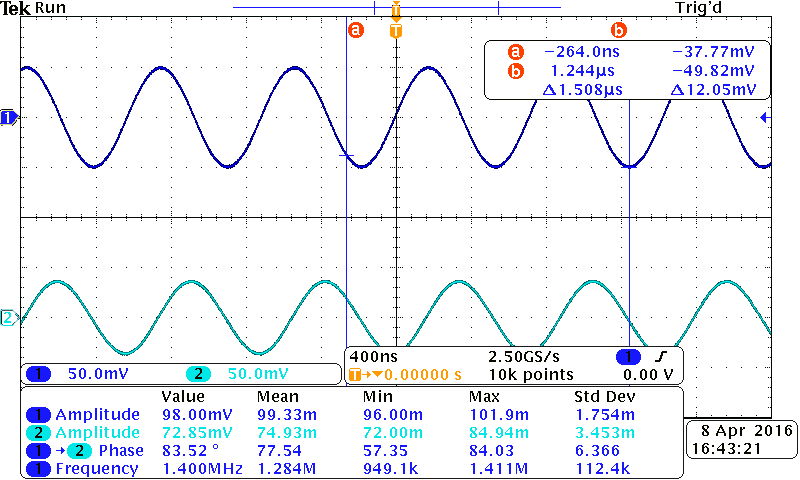 Tek Run Trig'd
T
a T b
a −264.0ns −37.77mV
b 1.244µs −49.82mV
Δ1.508µs Δ12.05mV
1
2
1 50.0mV 2 50.0mV
400ns 2.50GS/s 1
T→▼0.00000 s 10k points 0.00 V
Value Mean Min Max Std Dev
1 Amplitude 98.00mV 99.33m 96.00m 101.9m 1.754m
2 Amplitude 72.85mV 74.93m 72.00m 84.94m 3.453m
1 → 2 Phase 83.52 ° 77.54 57.35 84.03 6.366
1 Frequency 1.400MHz 1.284M 949.1k 1.411M 112.4k
8 Apr 2016
16:43:21